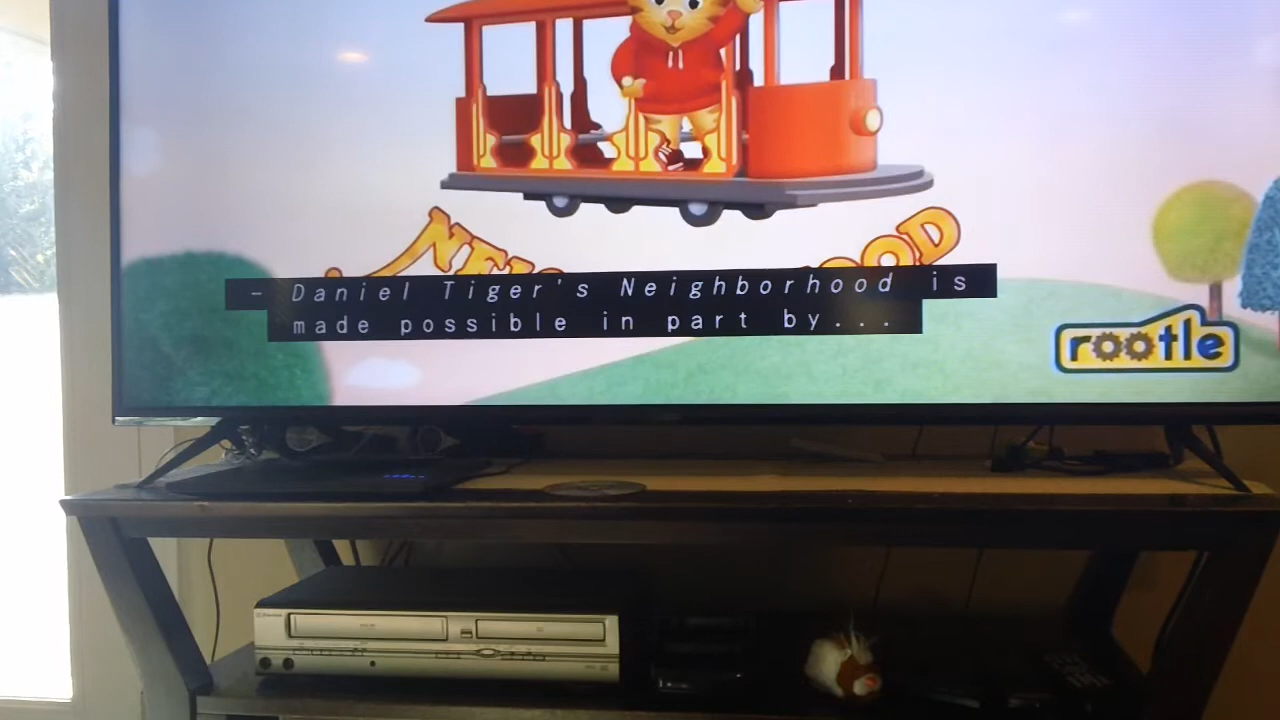 - Daniel Tiger's Neighborhood is
made possible in part by...
rootle